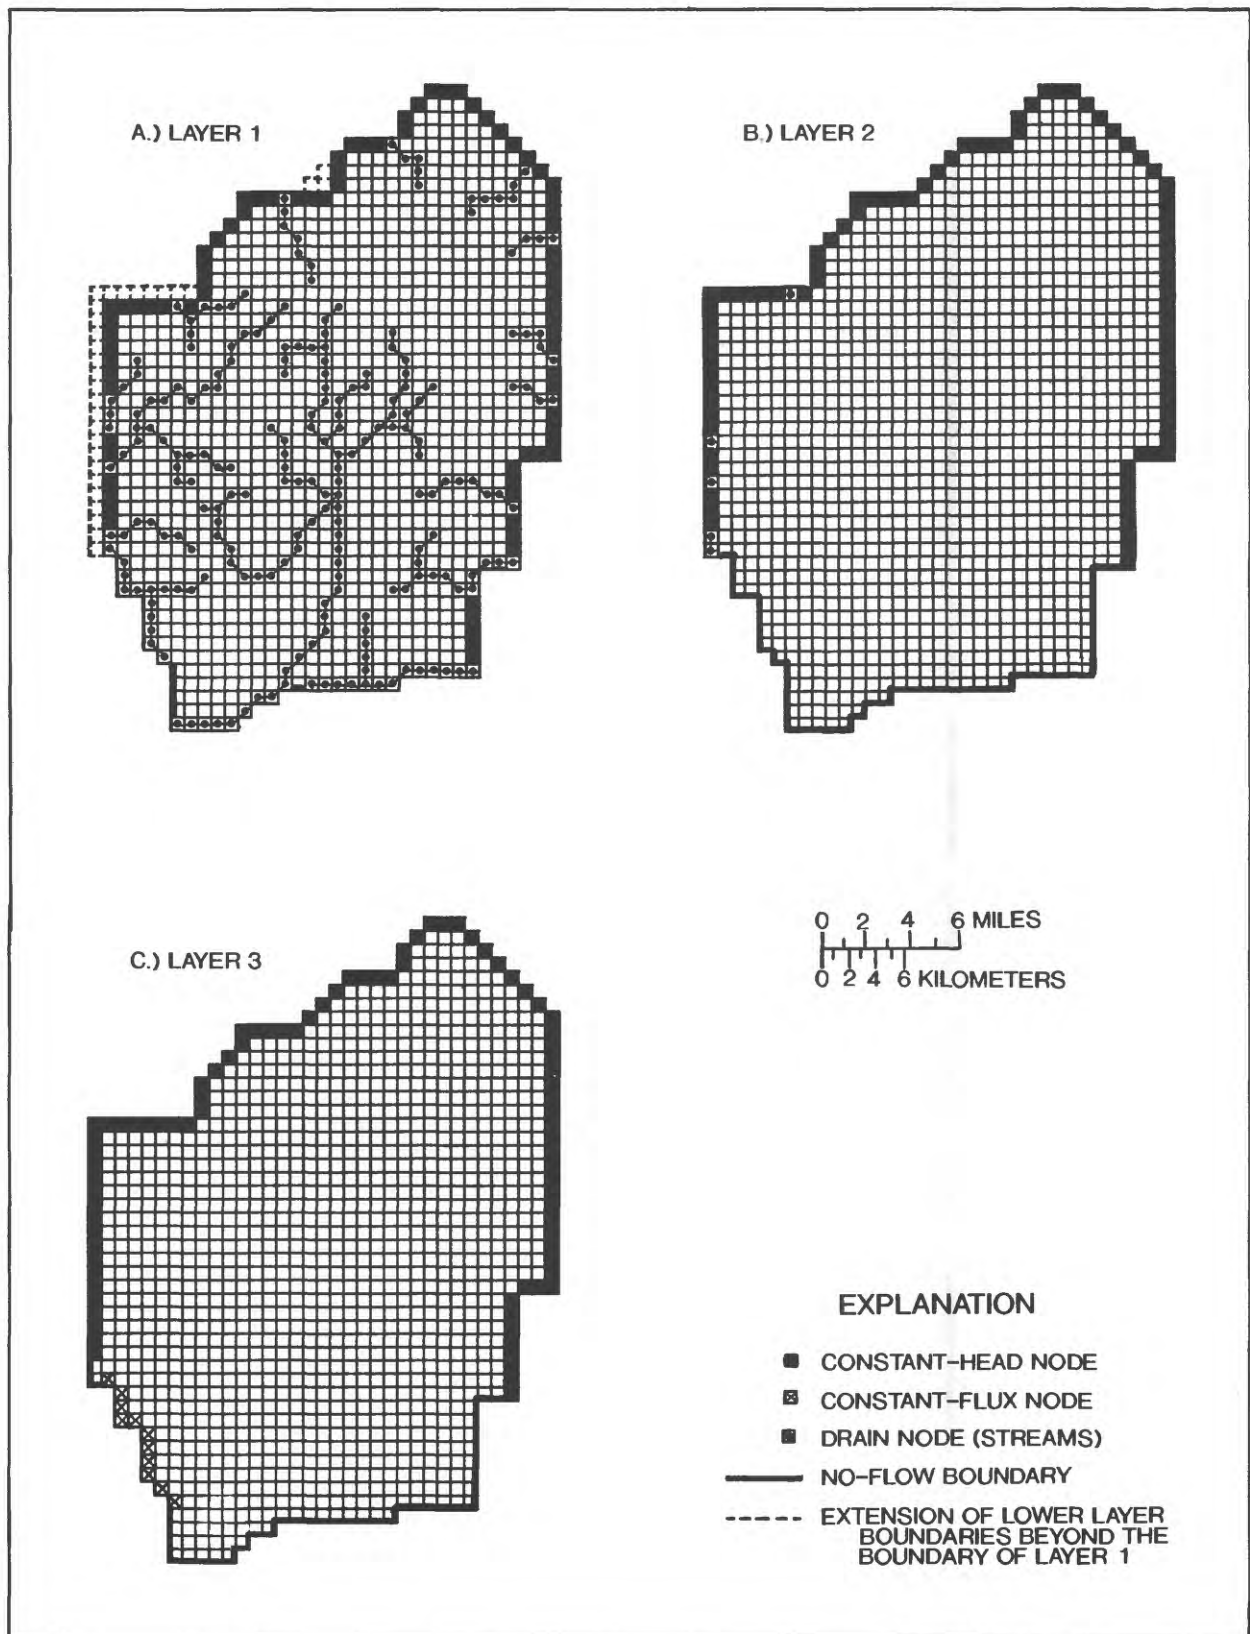 A.) LAYER 1
B.) LAYER 2
C.) LAYER 3
0 2 4 6 MILES
0 2 4 6 KILOMETERS
EXPLANATION
CONSTANT-HEAD NODE
CONSTANT-FLUX NODE
DRAIN NODE (STREAMS)
NO-FLOW BOUNDARY
EXTENSION OF LOWER LAYER
BOUNDARIES BEYOND THE
BOUNDARY OF LAYER 1